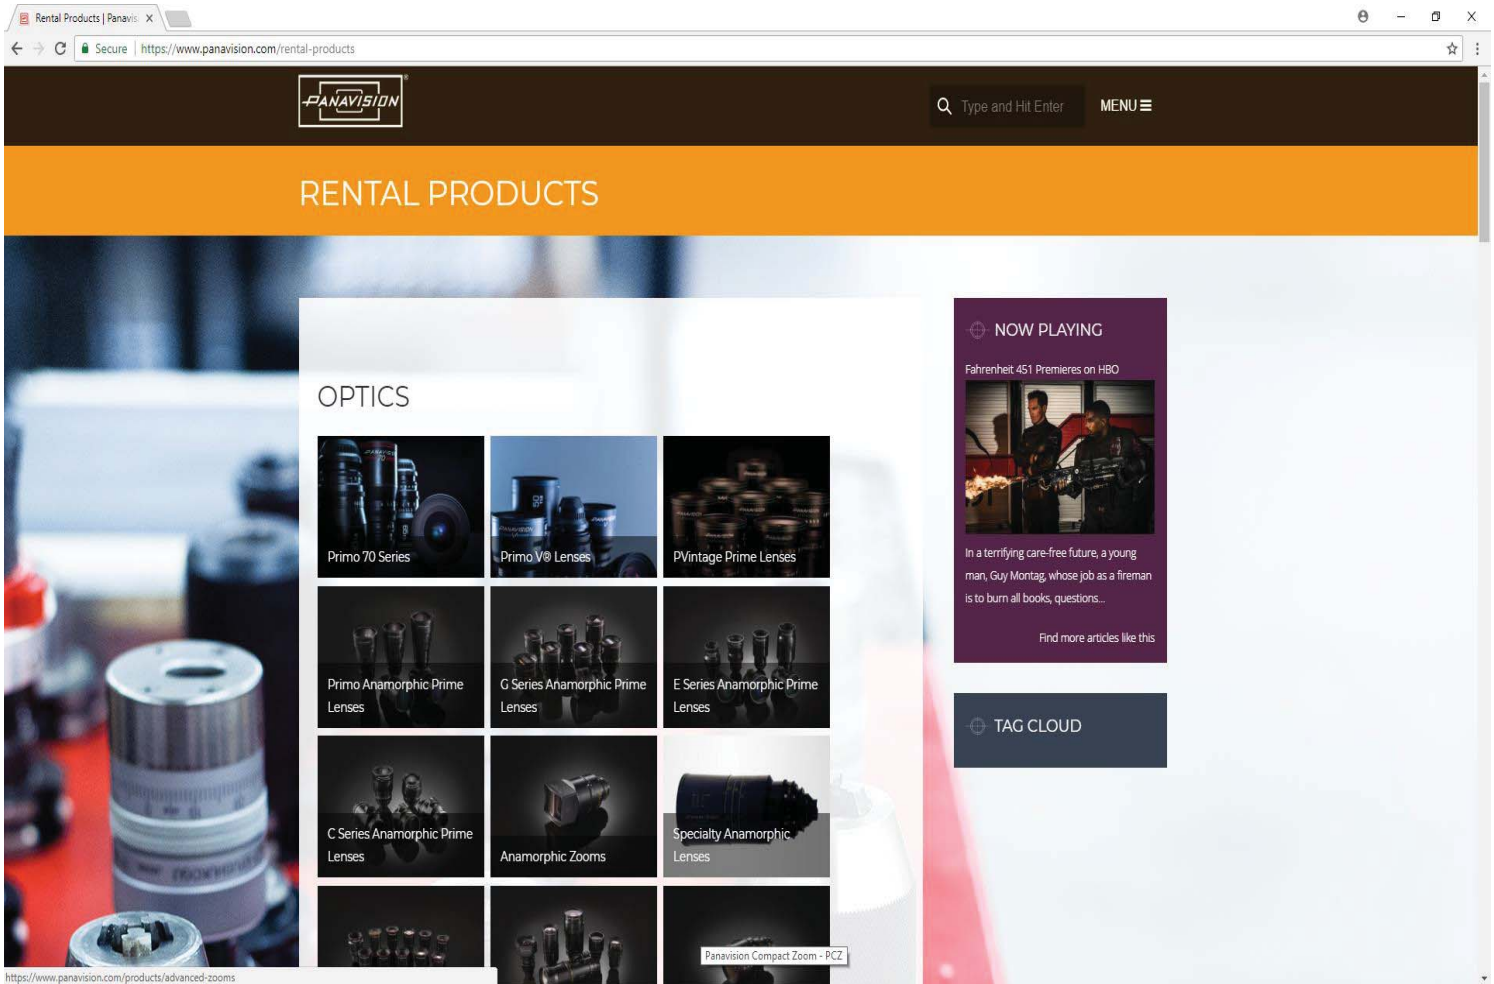 Rental Products | Panavis
Secure
https://www.panavision.com/rental-products
PANAVISION®
Type and Hit Enter
MENU
RENTAL PRODUCTS
OPTICS
Primo 70 Series
Primo V® Lenses
PVintage Prime Lenses
Primo Anamorphic Prime
Lenses
G Series Anamorphic Prime
Lenses
E Series Anamorphic Prime
Lenses
C Series Anamorphic Prime
Lenses
Anamorphic Zooms
Specialty Anamorphic
Lenses
Panavision Compact Zoom - PCZ
NOW PLAYING
Fahrenheit 451 Premieres on HBO
In a terrifying care-free future, a young
man, Guy Montag, whose job as a fireman
is to burn all books, questions...
Find more articles like this
TAG CLOUD
https://www.panavision.com/products/advanced-zooms